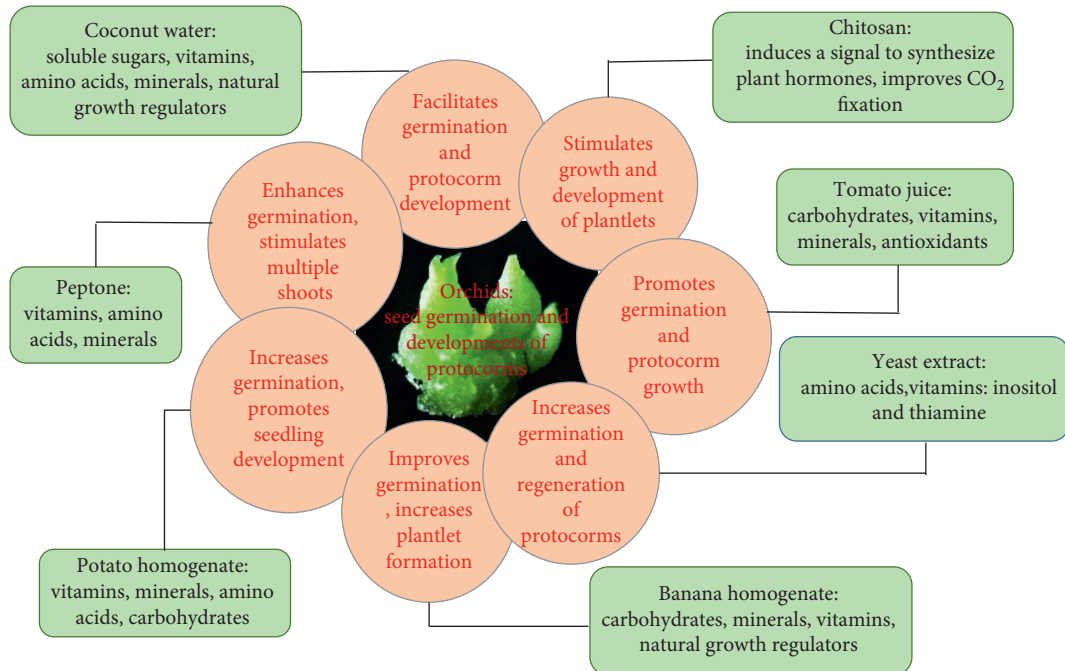 Coconut water:
soluble sugars, vitamins,
amino acids, minerals, natural
growth regulators
Chitosan:
induces a signal to synthesize
plant hormones, improves CO₂
fixation
Facilitates
germination
and
protocorm
development
Stimulates
growth and
development
of plantlets
Enhances
germination,
stimulates
multiple
shoots
Tomato juice:
carbohydrates, vitamins,
minerals, antioxidants
Peptone:
vitamins, amino
acids, minerals
Orchids:
seed germination and
developments of
protocorms
Promotes
germination
and
protocorm
growth
Increases
germination,
promotes
seedling
development
Yeast extract:
amino acids,vitamins: inositol
and thiamine
Improves
germination
, increases
plantlet
formation
Increases
germination
and
regeneration
of
protocorms
Potato homogenate:
vitamins, minerals, amino
acids, carbohydrates
Banana homogenate:
carbohydrates, minerals, vitamins,
natural growth regulators